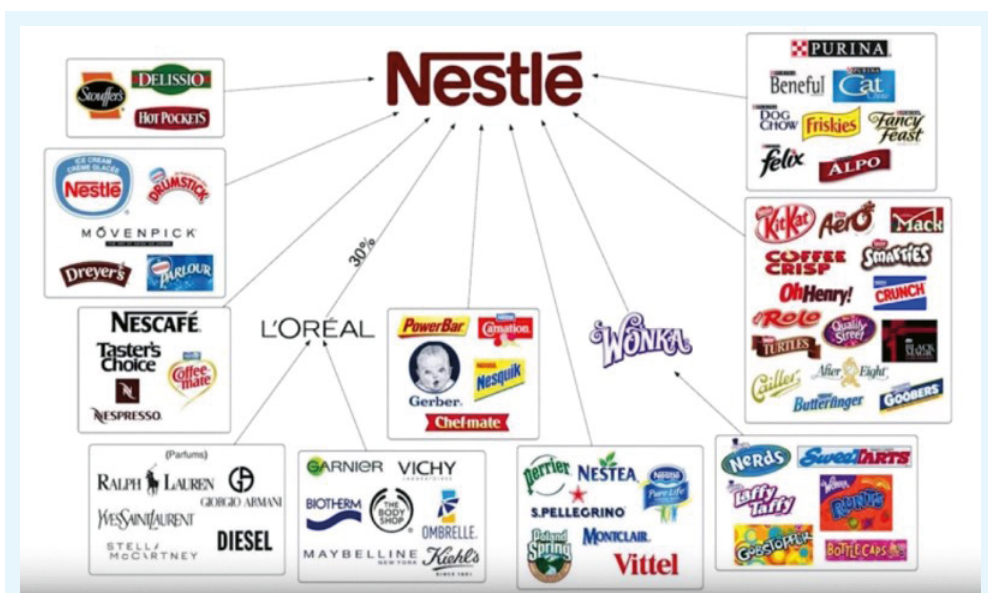 Nestlé
Stouffer's
DELISSIO
HOT POCKETS
ICE CREAM
CRÈME GLACÉE
Nestlé
DRUMSTICK
MÖVENPICK
Dreyer's
PARLOUR
NESCAFÉ.
Taster's
Choice
Coffee-
mate
NESPRESSO.
30%
L'ORÉAL
(Parfums)
RALPH LAUREN
GIORGIO ARMANI
YVESSAINTLAURENT
STELLA
McCARTNEY
DIESEL
GARNIER
VICHY
LABORATOIRES
BIOTHERM
THE
BODY
SHOP
OMBRELLE
MAYBELLINE
NEW YORK
Kiehl's
SINCE 1851
PowerBar
Carnation
Gerber
Nesquik
Chef-mate
WONKA
Perrier
NESTEA
Nestlé
Pure Life
S.PELLEGRINO
Poland
Spring
MONTCLAIR
Vittel
PURINA
Beneful
Cat
Chow
DOG
CHOW
Friskies
Fancy
Feast
felix
ALPO
KitKat
AERO
Mack
COFFEE
CRISP
SMARTIES
OhHenry!
CRUNCH
ROLO
TURTLES
Quality
Street
BLACK
MAGIC
Cailler
After Eight
Butterfinger
GOOBERS
NERDS
SWEETARTS
Laffy
Taffy
WONKA
RUNTS
GOBSTOPPER
BOTTLECAPS